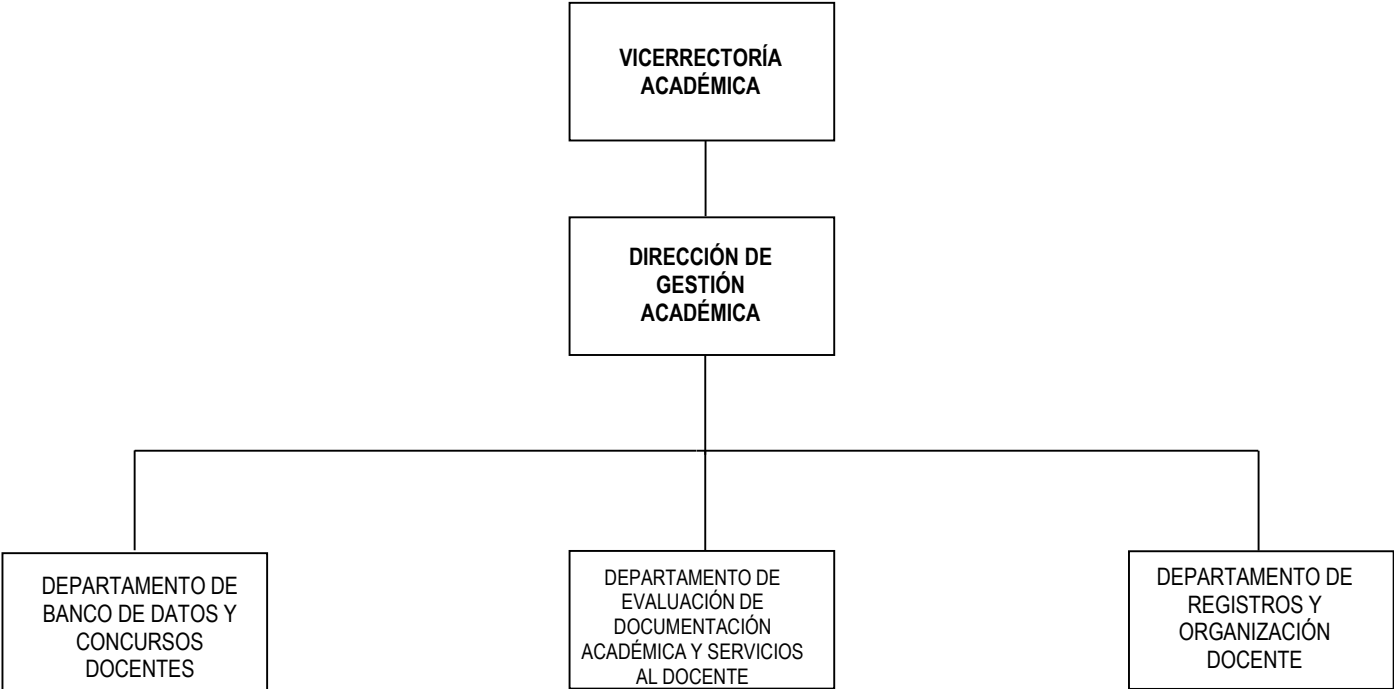 VICERRECTORÍA
ACADÉMICA
DIRECCIÓN DE
GESTIÓN
ACADÉMICA
DEPARTAMENTO DE
BANCO DE DATOS Y
CONCURSOS
DOCENTES
DEPARTAMENTO DE
EVALUACIÓN DE
DOCUMENTACIÓN
ACADÉMICA Y SERVICIOS
AL DOCENTE
DEPARTAMENTO DE
REGISTROS Y
ORGANIZACIÓN
DOCENTE